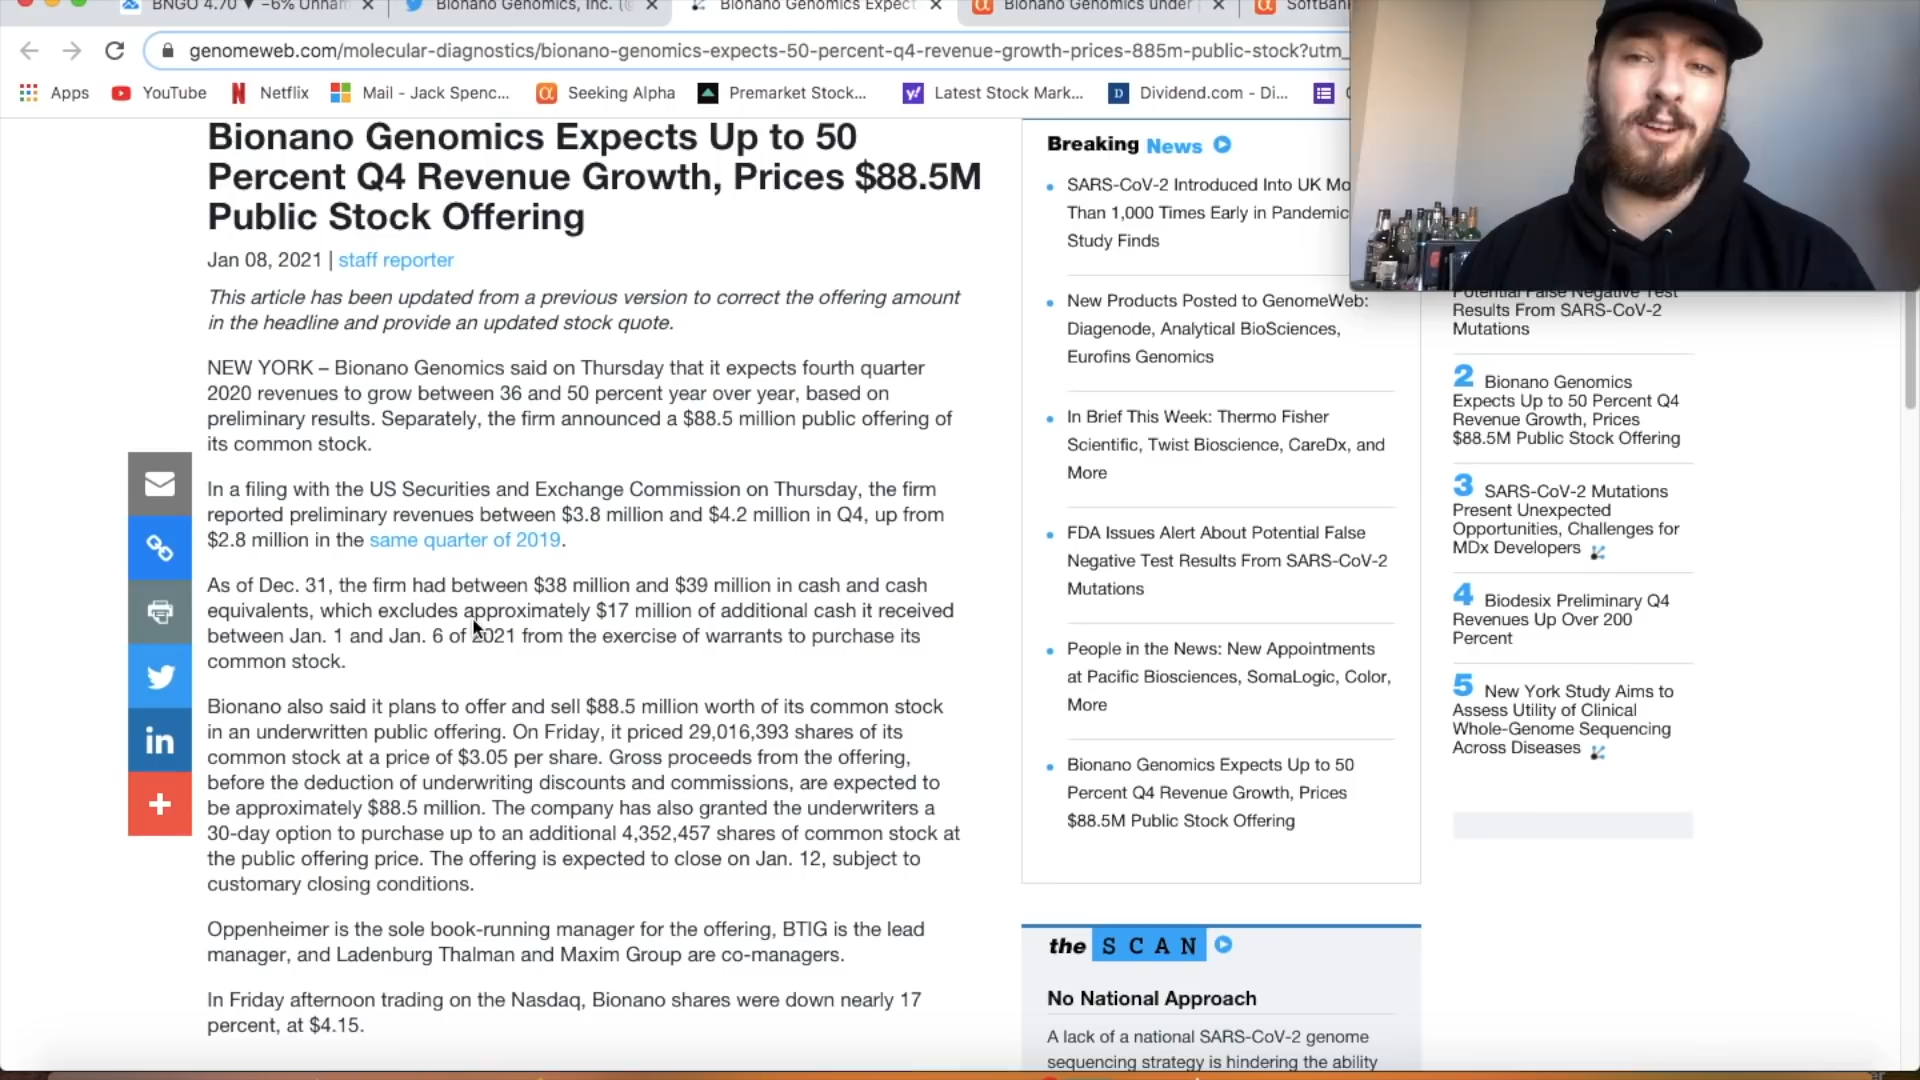 BNGO 4.70 ▼ −6% Unnam
Bionano Genomics, Inc. (@
Bionano Genomics Expect
Bionano Genomics under
SoftBan
genomeweb.com/molecular-diagnostics/bionano-genomics-expects-50-percent-q4-revenue-growth-prices-885m-public-stock?utm_
Apps
YouTube
Netflix
Mail - Jack Spenc...
Seeking Alpha
Premarket Stock...
Latest Stock Mark...
Dividend.com - Di...
Bionano Genomics Expects Up to 50
Percent Q4 Revenue Growth, Prices $88.5M
Public Stock Offering
Jan 08, 2021 | staff reporter
This article has been updated from a previous version to correct the offering amount
in the headline and provide an updated stock quote.
NEW YORK – Bionano Genomics said on Thursday that it expects fourth quarter
2020 revenues to grow between 36 and 50 percent year over year, based on
preliminary results. Separately, the firm announced a $88.5 million public offering of
its common stock.
In a filing with the US Securities and Exchange Commission on Thursday, the firm
reported preliminary revenues between $3.8 million and $4.2 million in Q4, up from
$2.8 million in the same quarter of 2019.
As of Dec. 31, the firm had between $38 million and $39 million in cash and cash
equivalents, which excludes approximately $17 million of additional cash it received
between Jan. 1 and Jan. 6 of 2021 from the exercise of warrants to purchase its
common stock.
Bionano also said it plans to offer and sell $88.5 million worth of its common stock
in an underwritten public offering. On Friday, it priced 29,016,393 shares of its
common stock at a price of $3.05 per share. Gross proceeds from the offering,
before the deduction of underwriting discounts and commissions, are expected to
be approximately $88.5 million. The company has also granted the underwriters a
30-day option to purchase up to an additional 4,352,457 shares of common stock at
the public offering price. The offering is expected to close on Jan. 12, subject to
customary closing conditions.
Oppenheimer is the sole book-running manager for the offering, BTIG is the lead
manager, and Ladenburg Thalman and Maxim Group are co-managers.
In Friday afternoon trading on the Nasdaq, Bionano shares were down nearly 17
percent, at $4.15.
Breaking News
SARS-CoV-2 Introduced Into UK Mo
Than 1,000 Times Early in Pandemic
Study Finds
New Products Posted to GenomeWeb:
Diagenode, Analytical BioSciences,
Eurofins Genomics
In Brief This Week: Thermo Fisher
Scientific, Twist Bioscience, CareDx, and
More
FDA Issues Alert About Potential False
Negative Test Results From SARS-CoV-2
Mutations
People in the News: New Appointments
at Pacific Biosciences, SomaLogic, Color,
More
Bionano Genomics Expects Up to 50
Percent Q4 Revenue Growth, Prices
$88.5M Public Stock Offering
the SCAN
No National Approach
A lack of a national SARS-CoV-2 genome
sequencing strategy is hindering the ability
Potential False Negative Test
Results From SARS-CoV-2
Mutations
2 Bionano Genomics
Expects Up to 50 Percent Q4
Revenue Growth, Prices
$88.5M Public Stock Offering
3 SARS-CoV-2 Mutations
Present Unexpected
Opportunities, Challenges for
MDx Developers
4 Biodesix Preliminary Q4
Revenues Up Over 200
Percent
5 New York Study Aims to
Assess Utility of Clinical
Whole-Genome Sequencing
Across Diseases